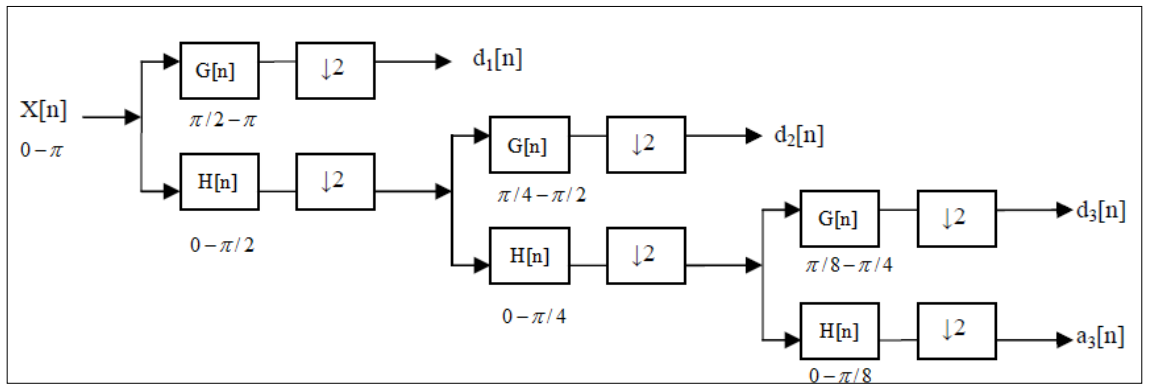 G[n] ↓2 d₁[n]
X[n]
π/2−π
0−π
G[n] ↓2 d₂[n]
H[n] ↓2
π/4−π/2
0−π/2
G[n] ↓2 d₃[n]
H[n] ↓2
π/8−π/4
0−π/4
H[n] ↓2 a₃[n]
0−π/8